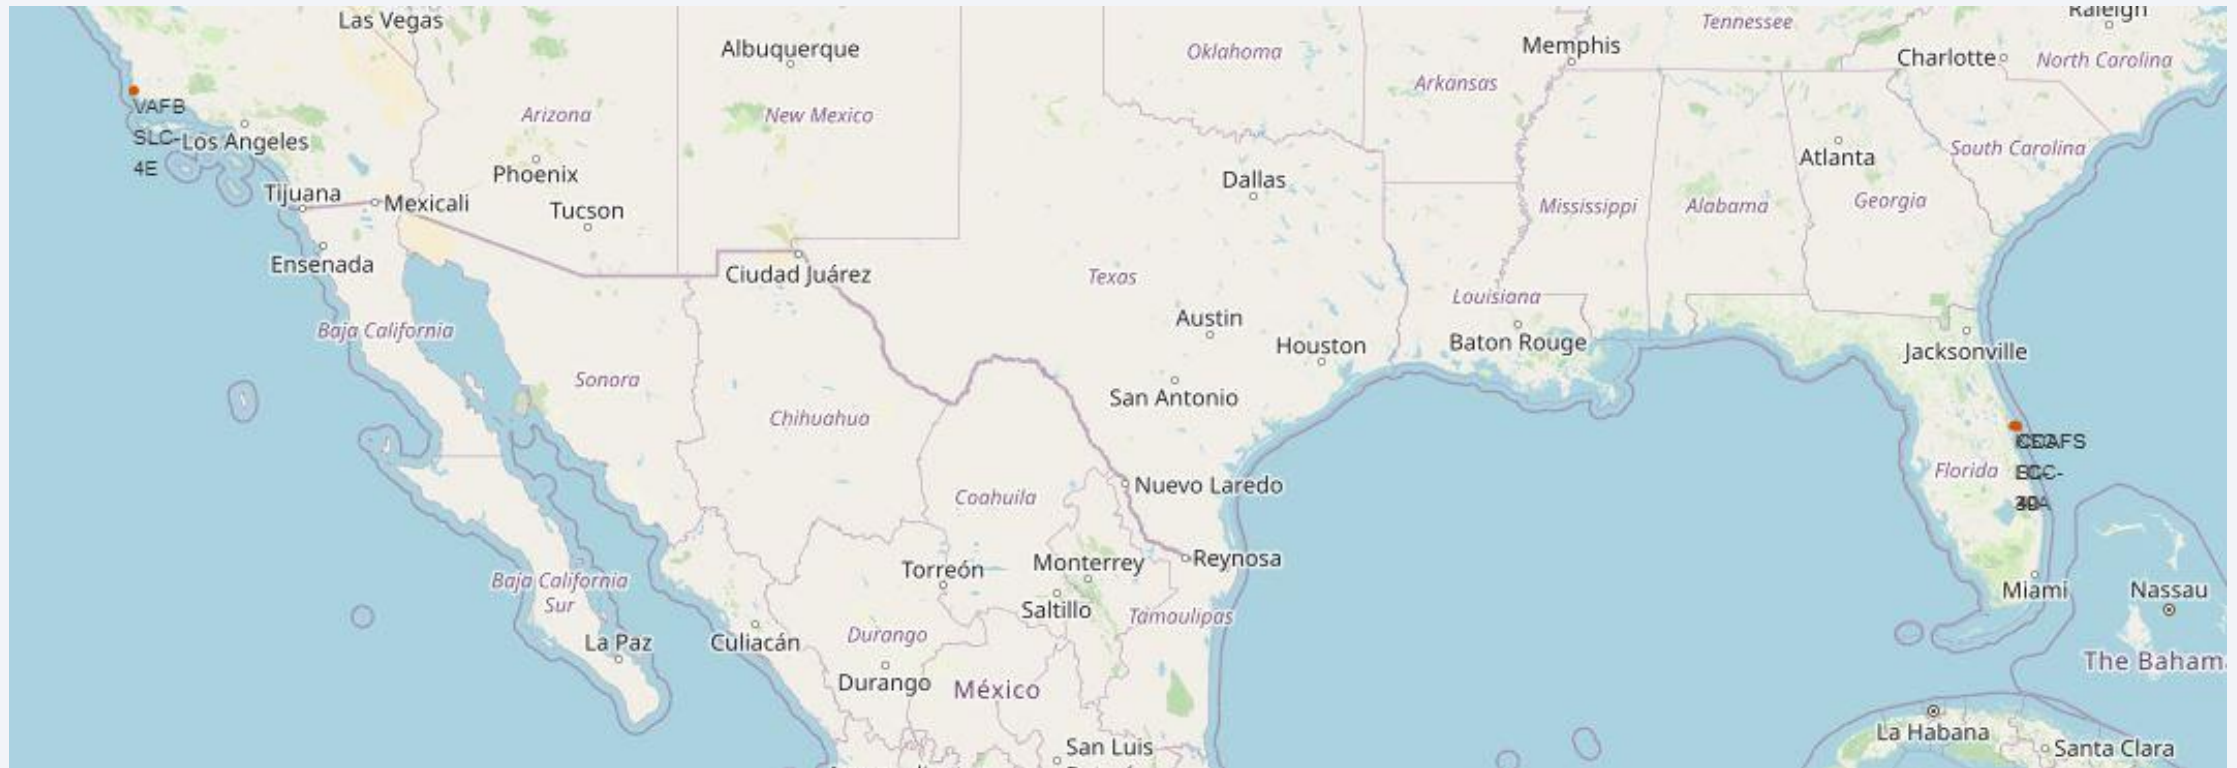 Las Vegas
Albuquerque
Oklahoma
Memphis
Tennessee
Raleigh
Charlotte
North Carolina
Arkansas
VAFB
SLC-
4E
Los Angeles
Arizona
New Mexico
Atlanta
South Carolina
Phoenix
Dallas
Tijuana
Mexicali
Tucson
Mississippi
Alabama
Georgia
Ensenada
Ciudad Juárez
Texas
Louisiana
Baja California
Austin
Houston
Baton Rouge
Jacksonville
Sonora
San Antonio
Chihuahua
Florida
Coahuila
Nuevo Laredo
Torreón
Monterrey
Reynosa
Baja California
Sur
Saltillo
Tamaulipas
Miami
Nassau
La Paz
Culiacán
Durango
Durango
México
The Baham
La Habana
San Luis
Santa Clara